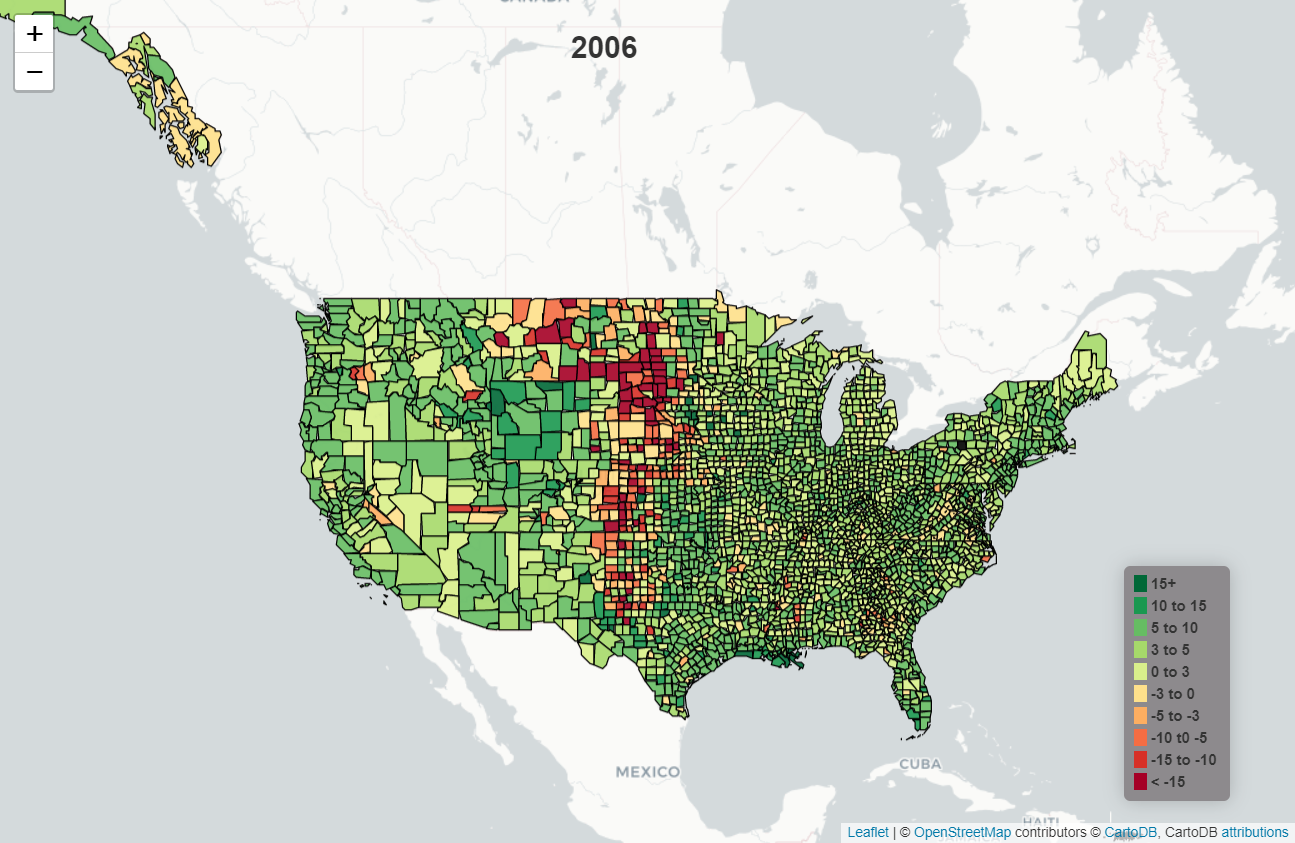 CANADA
+
2006
−
15+
10 to 15
5 to 10
3 to 5
0 to 3
-3 to 0
-5 to -3
-10 t0 -5
-15 to -10
< -15
MEXICO
CUBA
HAITI
Leaflet | © OpenStreetMap contributors © CartoDB, CartoDB attributions